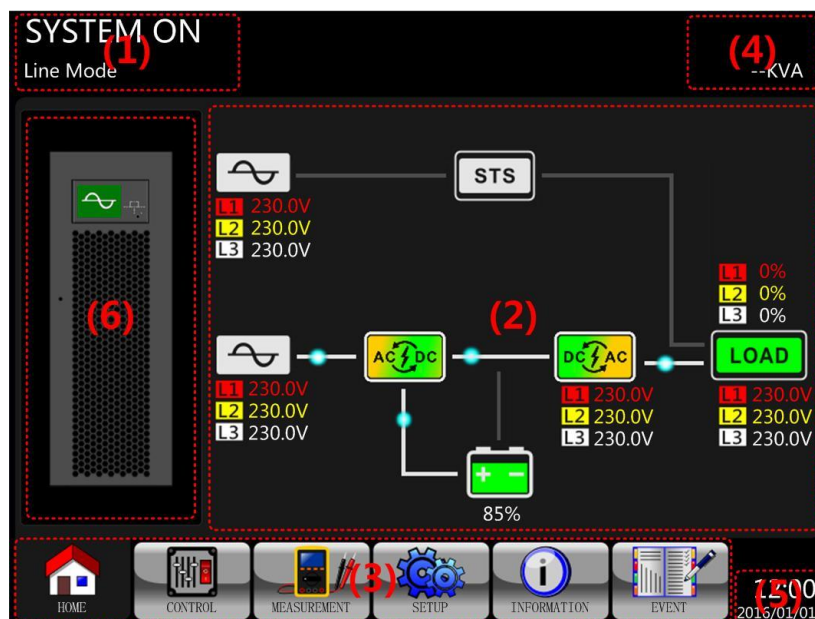 SYSTEM ON
(1)
Line Mode
(4)
--KVA
STS
L1 230.0V
L2 230.0V
L3 230.0V
L1 0%
L2 0%
L3 0%
(6)
(2)
AC DC
DC AC
LOAD
L1 230.0V
L2 230.0V
L3 230.0V
L1 230.0V
L2 230.0V
L3 230.0V
L1 230.0V
L2 230.0V
L3 230.0V
+ -
85%
(3)
HOME
CONTROL
MEASUREMENT
SETUP
INFORMATION
EVENT
12:00
(5)
2016/01/01